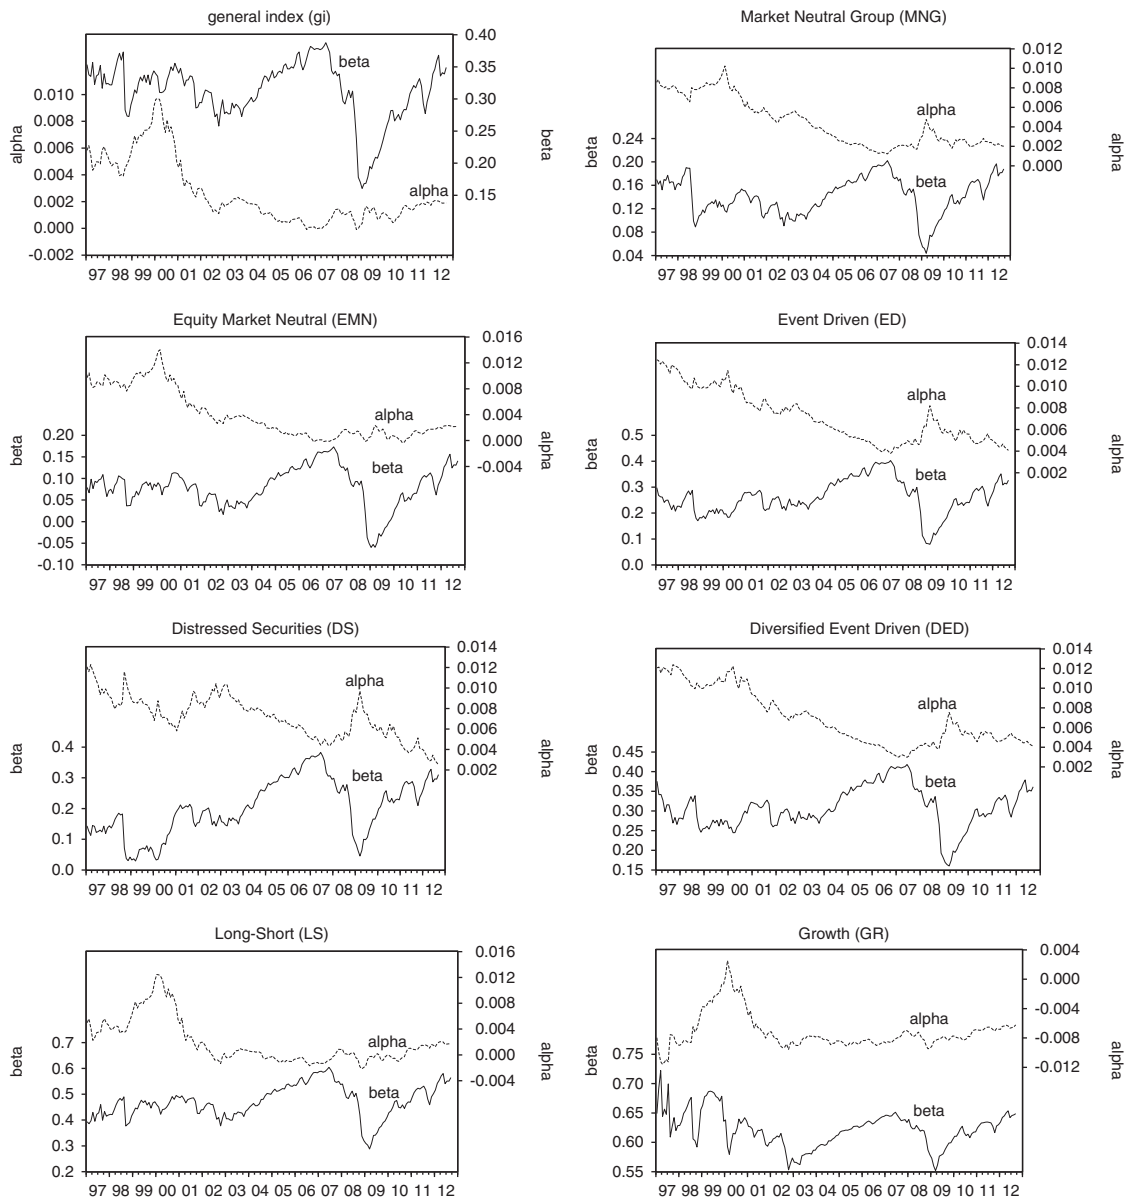 general index (gi)
0.40
0.35
0.30
0.25
0.20
0.15
0.010
0.008
0.006
0.004
0.002
0.000
-0.002
alpha
beta
beta
alpha
97 98 99 00 01 02 03 04 05 06 07 08 09 10 11 12
Market Neutral Group (MNG)
0.012
0.010
0.008
0.006
0.004
0.002
0.000
0.24
0.20
0.16
0.12
0.08
0.04
beta
alpha
alpha
beta
97 98 99 00 01 02 03 04 05 06 07 08 09 10 11 12
Equity Market Neutral (EMN)
0.016
0.012
0.008
0.004
0.000
-0.004
0.20
0.15
0.10
0.05
0.00
-0.05
-0.10
beta
alpha
alpha
beta
97 98 99 00 01 02 03 04 05 06 07 08 09 10 11 12
Event Driven (ED)
0.014
0.012
0.010
0.008
0.006
0.004
0.002
0.5
0.4
0.3
0.2
0.1
0.0
beta
alpha
alpha
beta
97 98 99 00 01 02 03 04 05 06 07 08 09 10 11 12
Distressed Securities (DS)
0.014
0.012
0.010
0.008
0.006
0.004
0.002
0.4
0.3
0.2
0.1
0.0
beta
alpha
alpha
beta
97 98 99 00 01 02 03 04 05 06 07 08 09 10 11 12
Diversified Event Driven (DED)
0.014
0.012
0.010
0.008
0.006
0.004
0.002
0.45
0.40
0.35
0.30
0.25
0.20
0.15
beta
alpha
alpha
beta
97 98 99 00 01 02 03 04 05 06 07 08 09 10 11 12
Long-Short (LS)
0.016
0.012
0.008
0.004
0.000
-0.004
0.7
0.6
0.5
0.4
0.3
0.2
beta
alpha
alpha
beta
97 98 99 00 01 02 03 04 05 06 07 08 09 10 11 12
Growth (GR)
0.004
0.000
-0.004
-0.008
-0.012
0.75
0.70
0.65
0.60
0.55
beta
alpha
alpha
beta
97 98 99 00 01 02 03 04 05 06 07 08 09 10 11 12